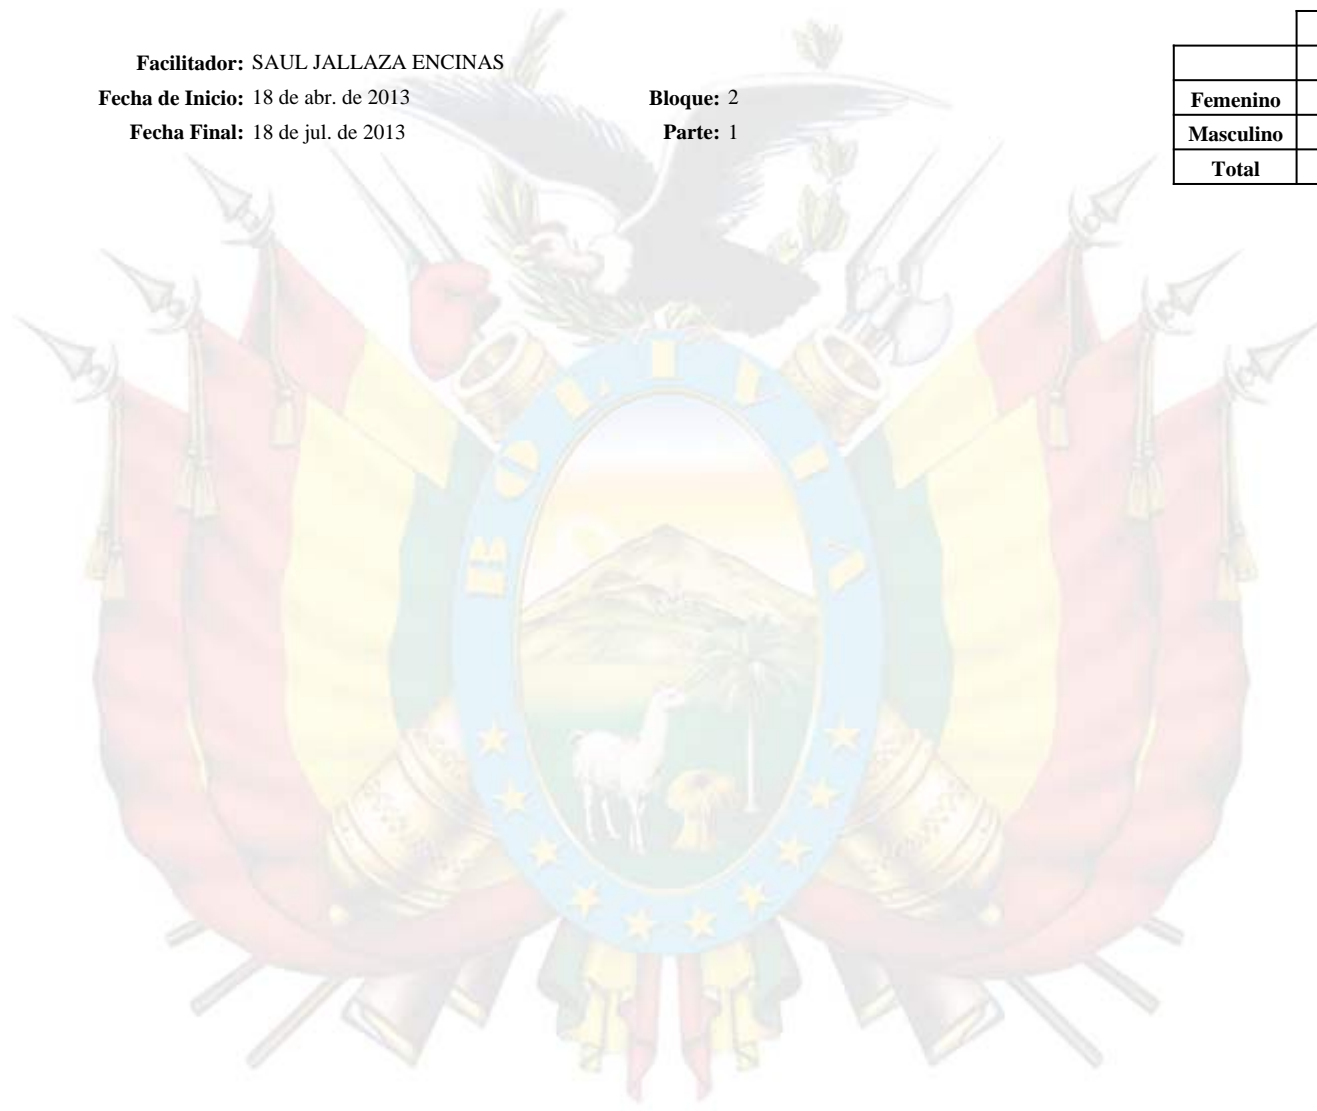 Facilitador: SAUL JALLAZA ENCINAS
Fecha de Inicio: 18 de abr. de 2013 Bloque: 2
Fecha Final: 18 de jul. de 2013 Parte: 1
Femenino
Masculino
Total
BOLIVIA